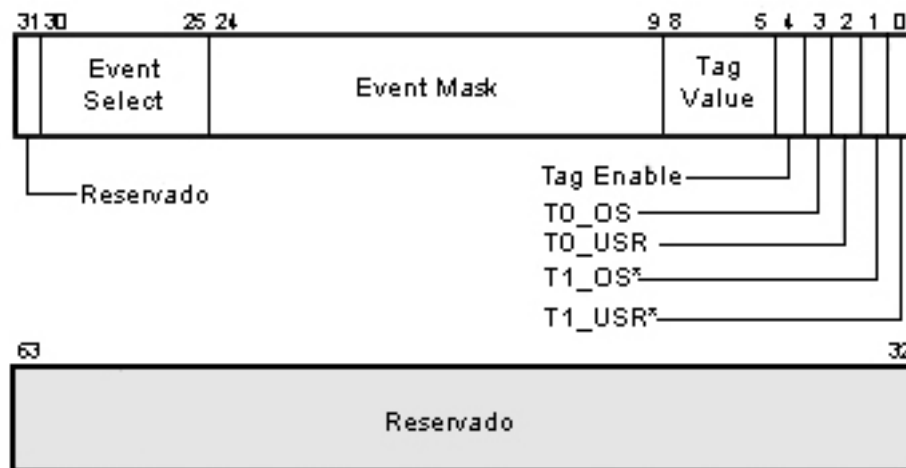 31 30 25 24 9 8 5 4 3 2 1 0
Event Select
Event Mask
Tag Value
Reservado
Tag Enable
T0_OS
T0_USR
T1_OS*
T1_USR*
63 32
Reservado